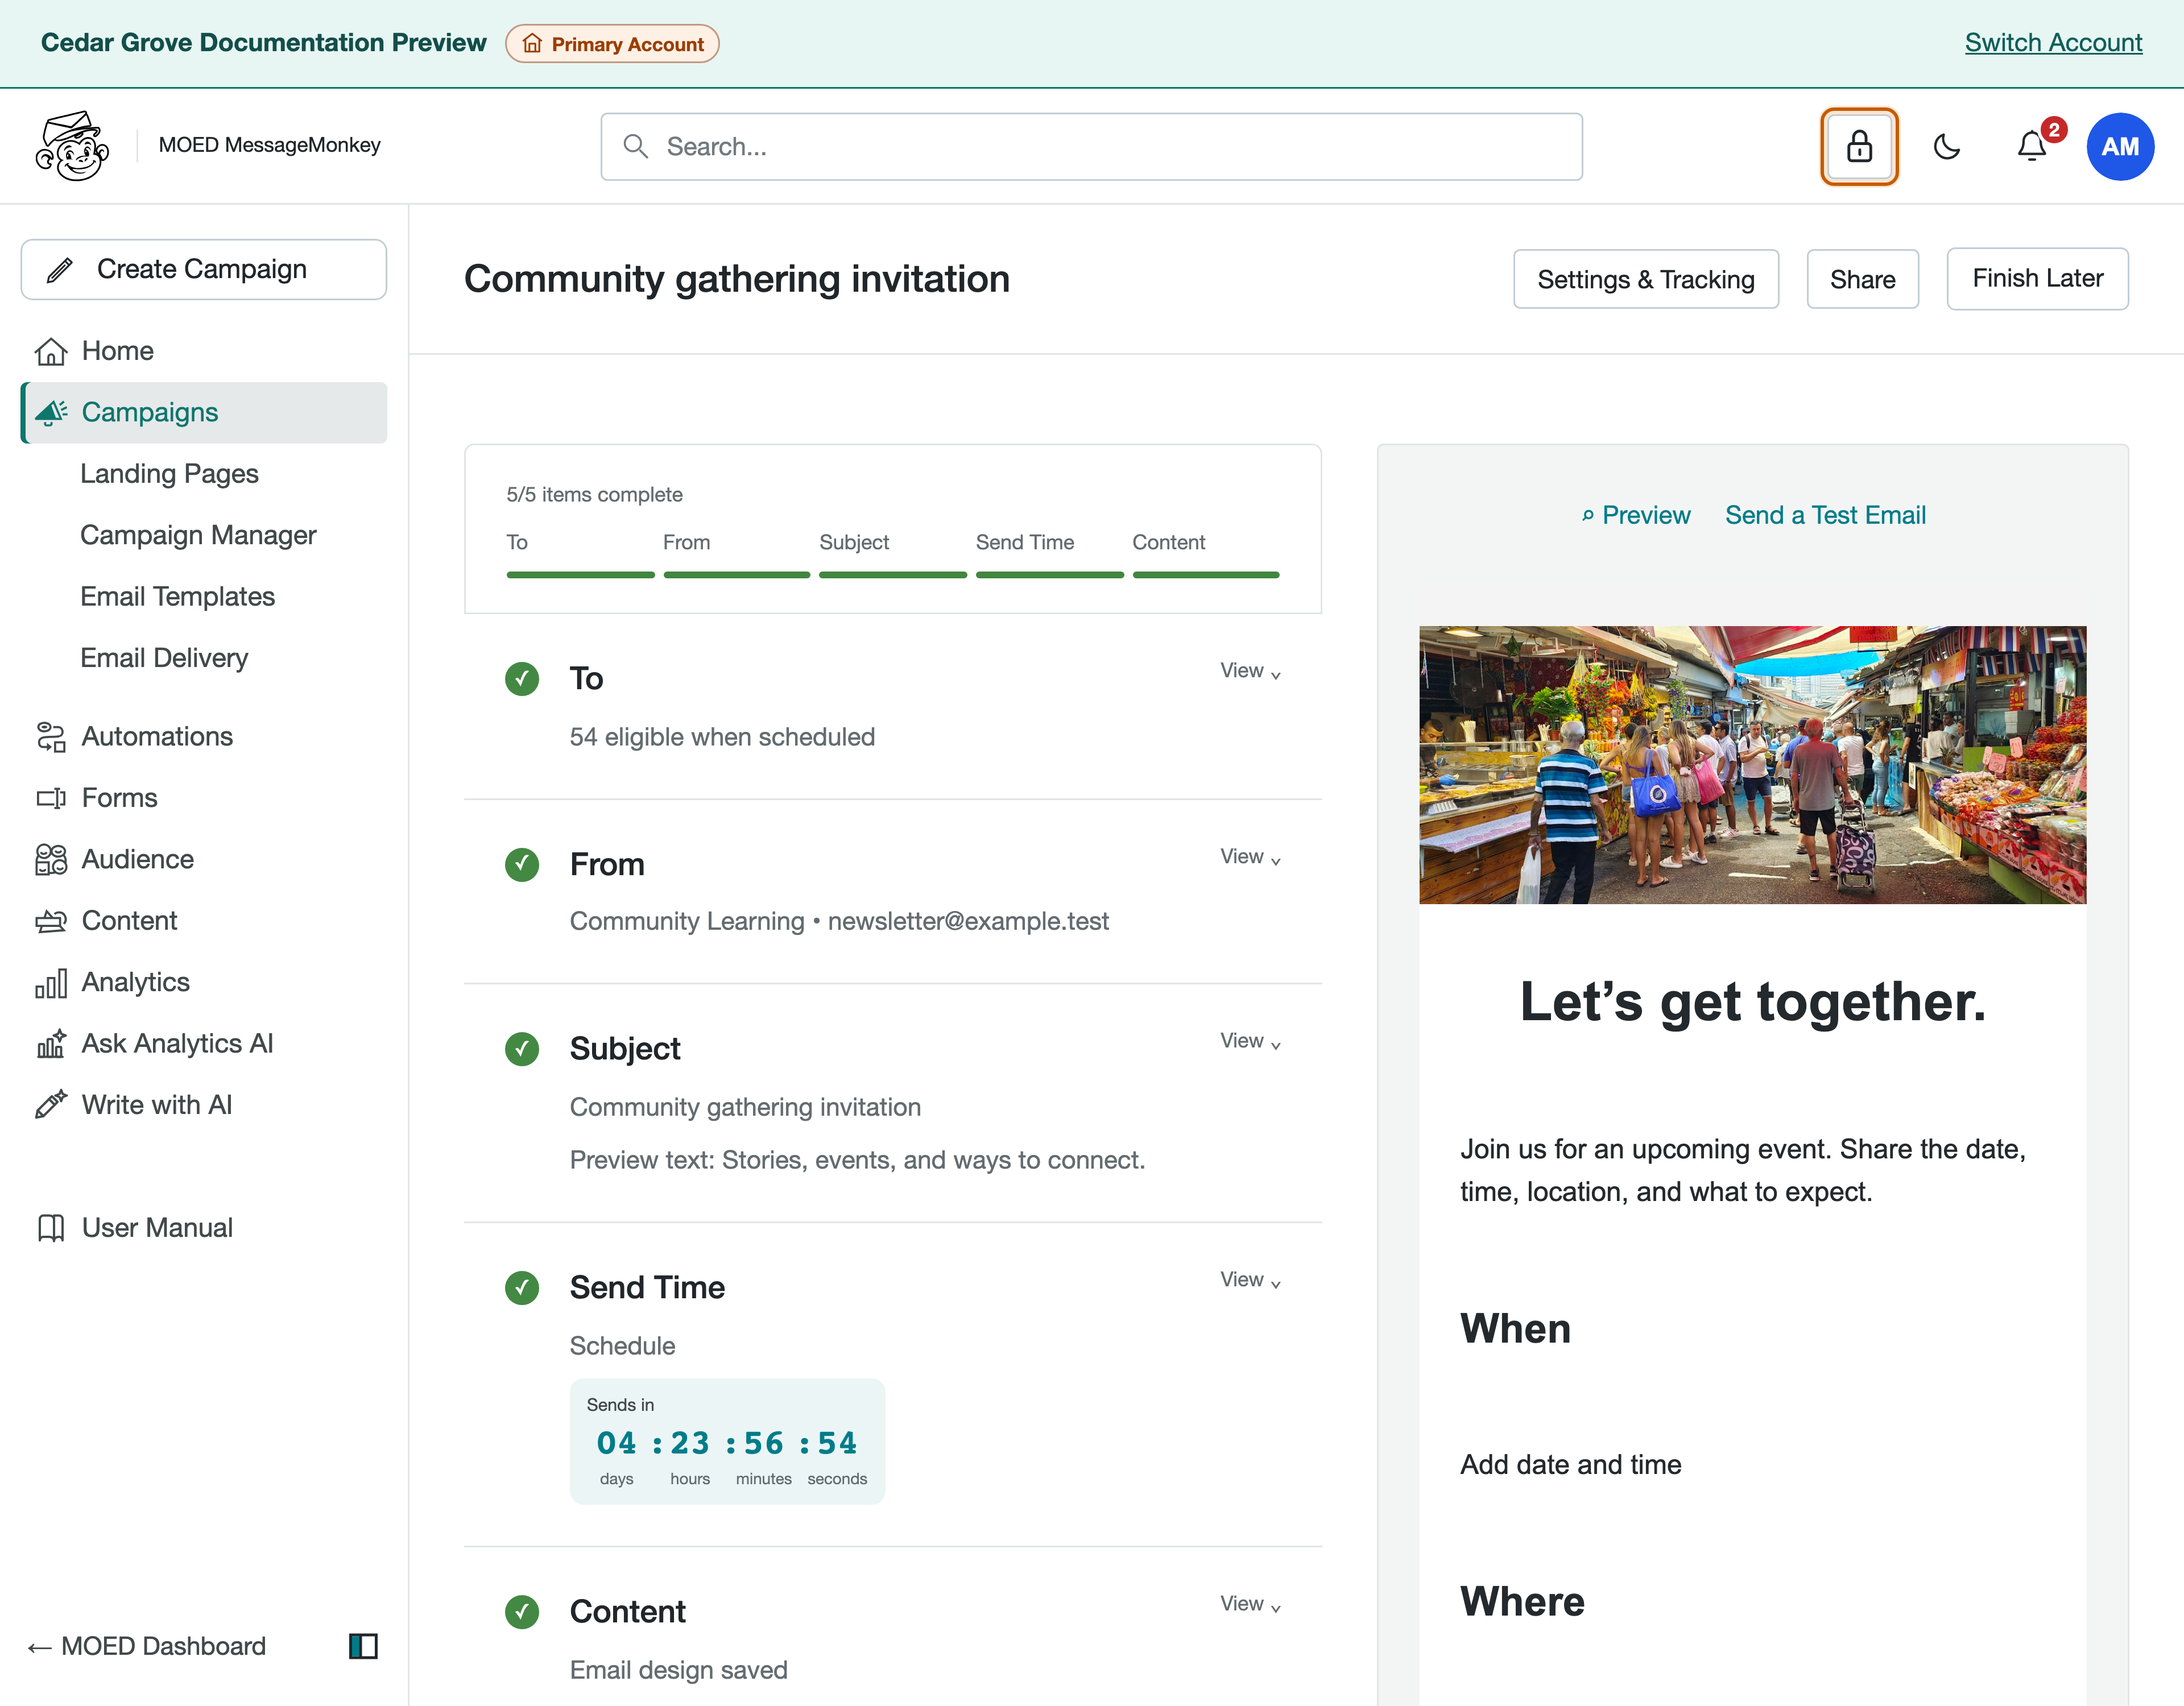 Cedar Grove Documentation Preview
Primary Account
Switch Account
MOED MessageMonkey
Search...
2
AM
Create Campaign
Home
Campaigns
Landing Pages
Campaign Manager
Email Templates
Email Delivery
Automations
Forms
Audience
Content
Analytics
Ask Analytics AI
Write with AI
User Manual
← MOED Dashboard
Community gathering invitation
Settings & Tracking
Share
Finish Later
5/5 items complete
To From Subject Send Time Content
To
View
54 eligible when scheduled
From
View
Community Learning • newsletter@example.test
Subject
View
Community gathering invitation
Preview text: Stories, events, and ways to connect.
Send Time
View
Schedule
Sends in
04 : 23 : 56 : 54
days hours minutes seconds
Content
View
Email design saved
Preview
Send a Test Email
Let’s get together.
Join us for an upcoming event. Share the date,
time, location, and what to expect.
When
Add date and time
Where